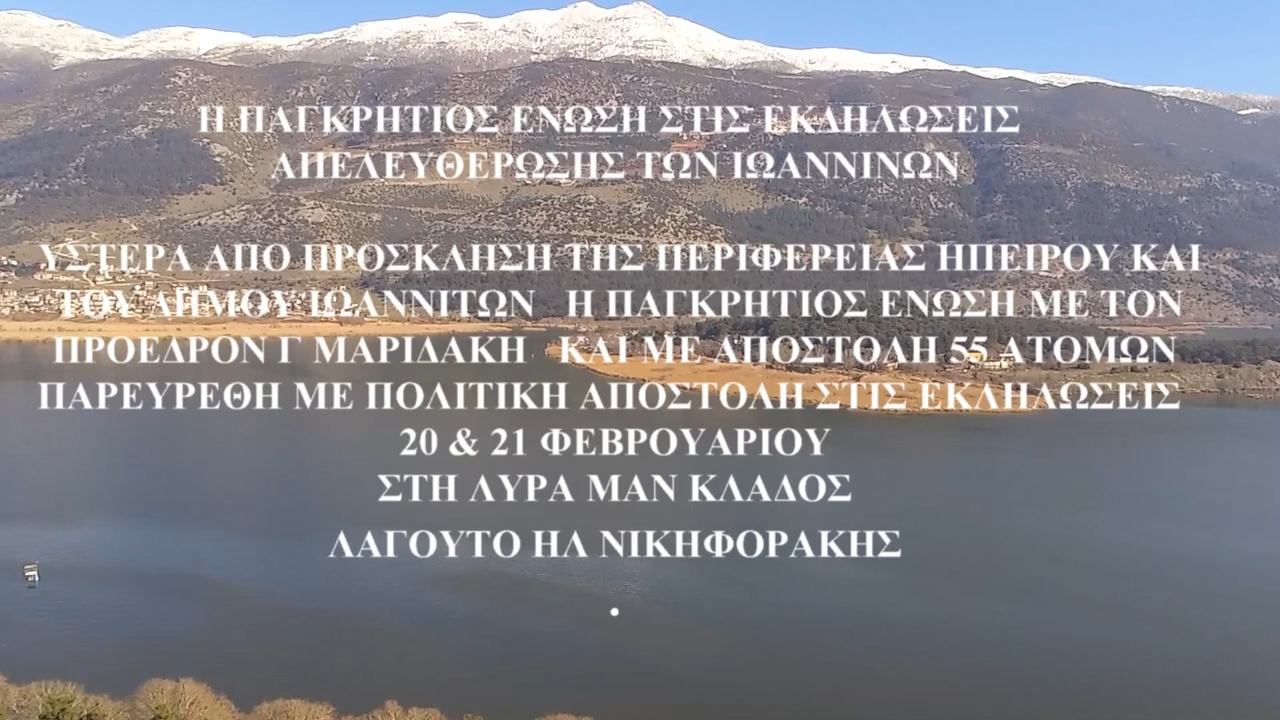 Η ΠΑΓΚΡΗΤΙΟΣ ΕΝΩΣΗ ΣΤΙΣ ΕΚΔΗΛΩΣΕΙΣ
ΑΠΕΛΕΥΘΕΡΩΣΗΣ ΤΩΝ ΙΩΑΝΝΙΝΩΝ
ΥΣΤΕΡΑ ΑΠΟ ΠΡΟΣΚΛΗΣΗ ΤΗΣ ΠΕΡΙΦΕΡΕΙΑΣ ΗΠΕΙΡΟΥ ΚΑΙ
ΤΟΥ ΔΗΜΟΥ ΙΩΑΝΝΙΤΩΝ Η ΠΑΓΚΡΗΤΙΟΣ ΕΝΩΣΗ ΜΕ ΤΟΝ
ΠΡΟΕΔΡΟΝ Γ ΜΑΡΙΔΑΚΗ ΚΑΙ ΜΕ ΑΠΟΣΤΟΛΗ 55 ΑΤΟΜΩΝ
ΠΑΡΕΥΡΕΘΗ ΜΕ ΠΟΛΙΤΙΚΗ ΑΠΟΣΤΟΛΗ ΣΤΙΣ ΕΚΛΗΛΩΣΕΙΣ
20 & 21 ΦΕΒΡΟΥΑΡΙΟΥ
ΣΤΗ ΛΥΡΑ ΜΑΝ ΚΛΑΔΟΣ
ΛΑΓΟΥΤΟ ΗΛ ΝΙΚΗΦΟΡΑΚΗΣ
.